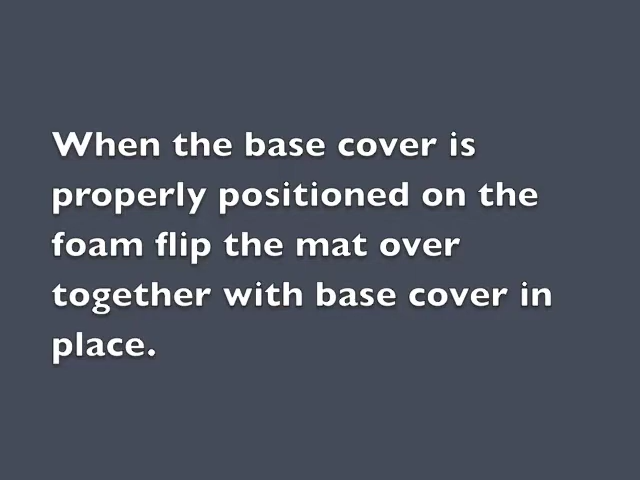 When the base cover is
properly positioned on the
foam flip the mat over
together with base cover in
place.